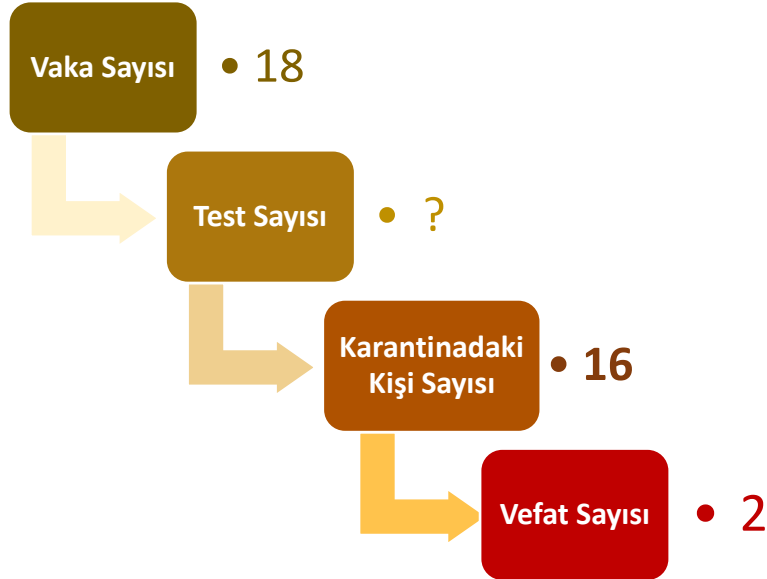 Vaka Sayısı
• 18
Test Sayısı
• ?
Karantinadaki
Kişi Sayısı
• 16
Vefat Sayısı
• 2